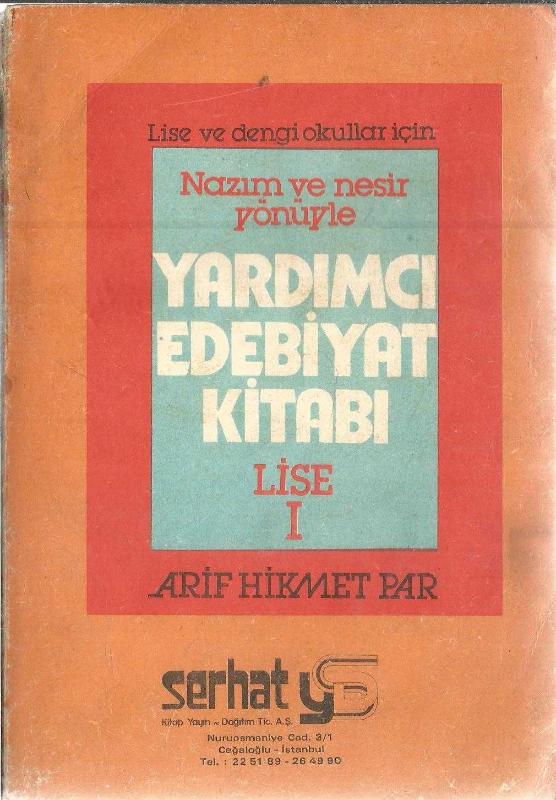 Lise ve dengi okullar için
Nazım ve nesir
yönüyle
YARDIMCI
EDEBİYAT
KİTABI
LİSE
I
ARİF HİKMET PAR
serhat y
Kitap Yayın - Dağıtım Tic. A.Ş.
Nuruosmaniye Cad. 3/1
Cağaloğlu - İstanbul
Tel. : 22 51 89 - 26 49 90